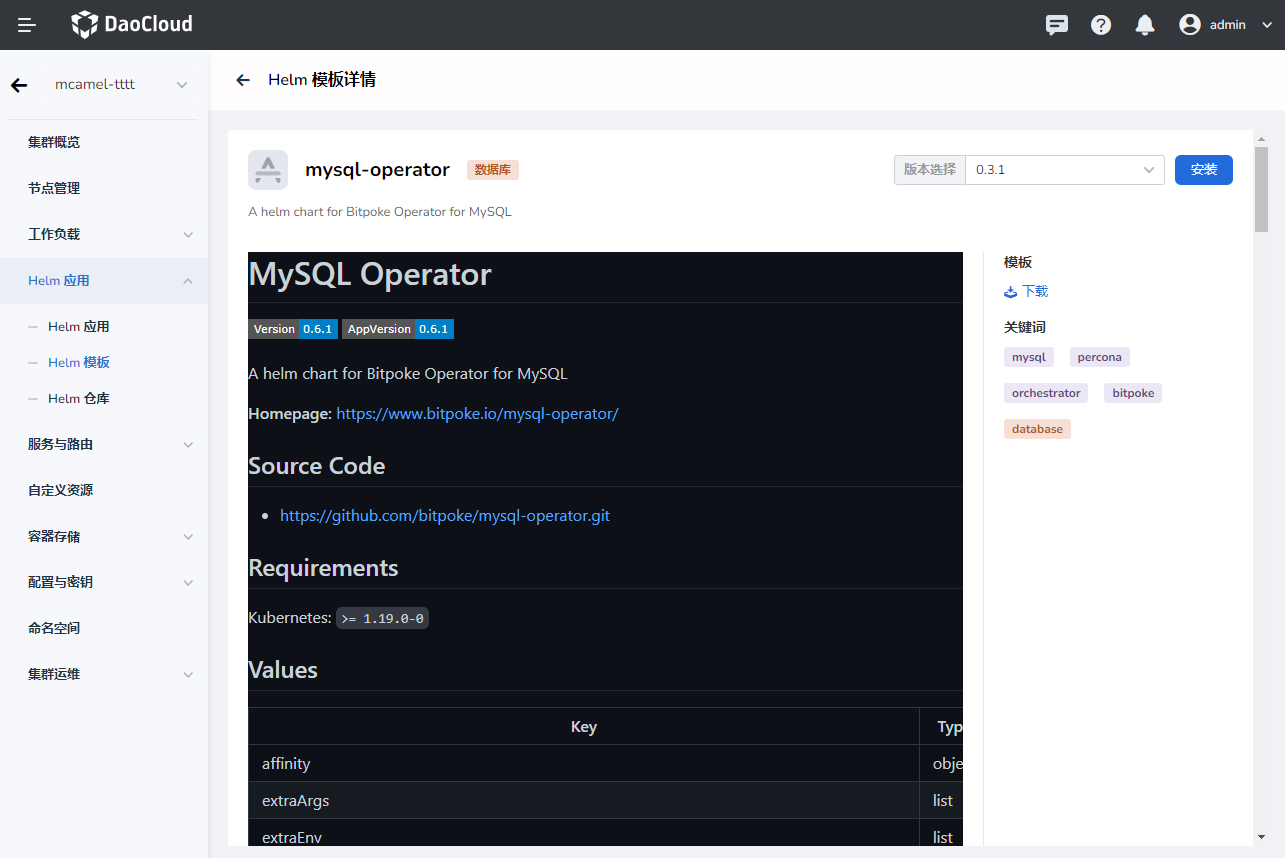 DaoCloud
admin
mcamel-tttt
集群概览
节点管理
工作负载
Helm 应用
Helm 应用
Helm 模板
Helm 仓库
服务与路由
自定义资源
容器存储
配置与密钥
命名空间
集群运维
Helm 模板详情
mysql-operator 数据库
版本选择 0.3.1 安装
A helm chart for Bitpoke Operator for MySQL
MySQL Operator
Version 0.6.1 AppVersion 0.6.1
A helm chart for Bitpoke Operator for MySQL
Homepage: https://www.bitpoke.io/mysql-operator/
Source Code
https://github.com/bitpoke/mysql-operator.git
Requirements
Kubernetes: >= 1.19.0-0
Values
Key Typ
affinity obje
extraArgs list
extraEnv list
模板
下载
关键词
mysql percona
orchestrator bitpoke
database